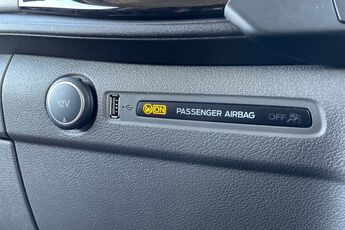 12V
ON PASSENGER AIRBAG OFF